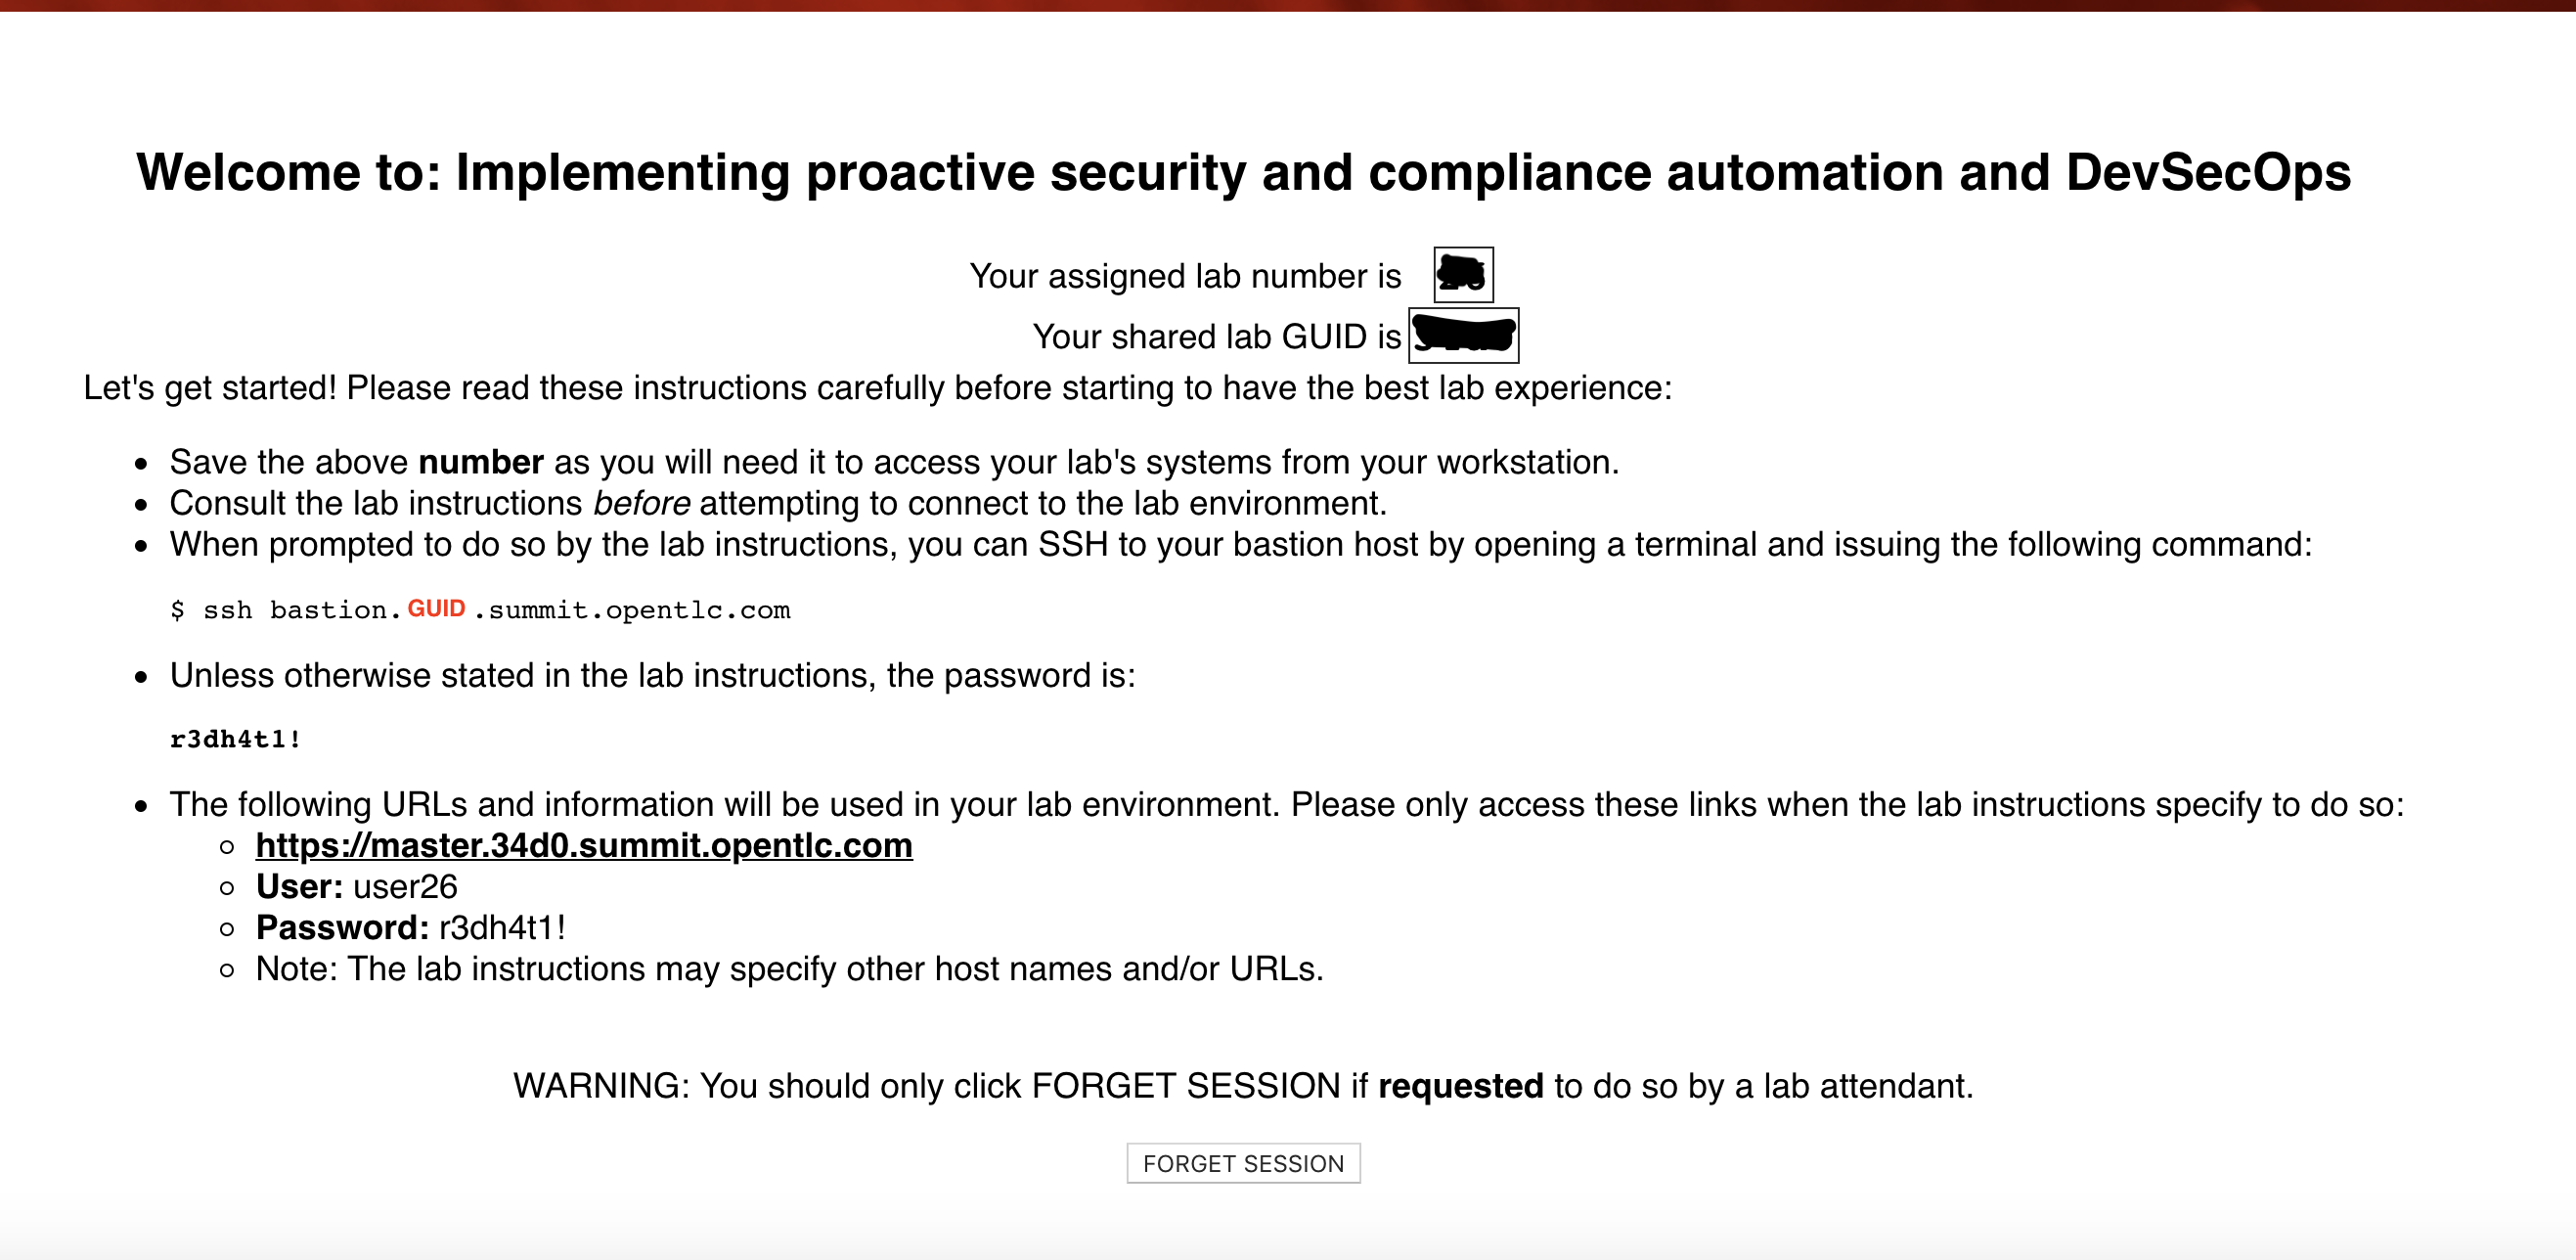 Welcome to: Implementing proactive security and compliance automation and DevSecOps
Your assigned lab number is
Your shared lab GUID is
Let's get started! Please read these instructions carefully before starting to have the best lab experience:
• Save the above number as you will need it to access your lab's systems from your workstation.
• Consult the lab instructions before attempting to connect to the lab environment.
• When prompted to do so by the lab instructions, you can SSH to your bastion host by opening a terminal and issuing the following command:
$ ssh bastion.GUID.summit.opentlc.com
• Unless otherwise stated in the lab instructions, the password is:
r3dh4t1!
• The following URLs and information will be used in your lab environment. Please only access these links when the lab instructions specify to do so:
○ https://master.34d0.summit.opentlc.com
○ User: user26
○ Password: r3dh4t1!
○ Note: The lab instructions may specify other host names and/or URLs.
WARNING: You should only click FORGET SESSION if requested to do so by a lab attendant.
FORGET SESSION